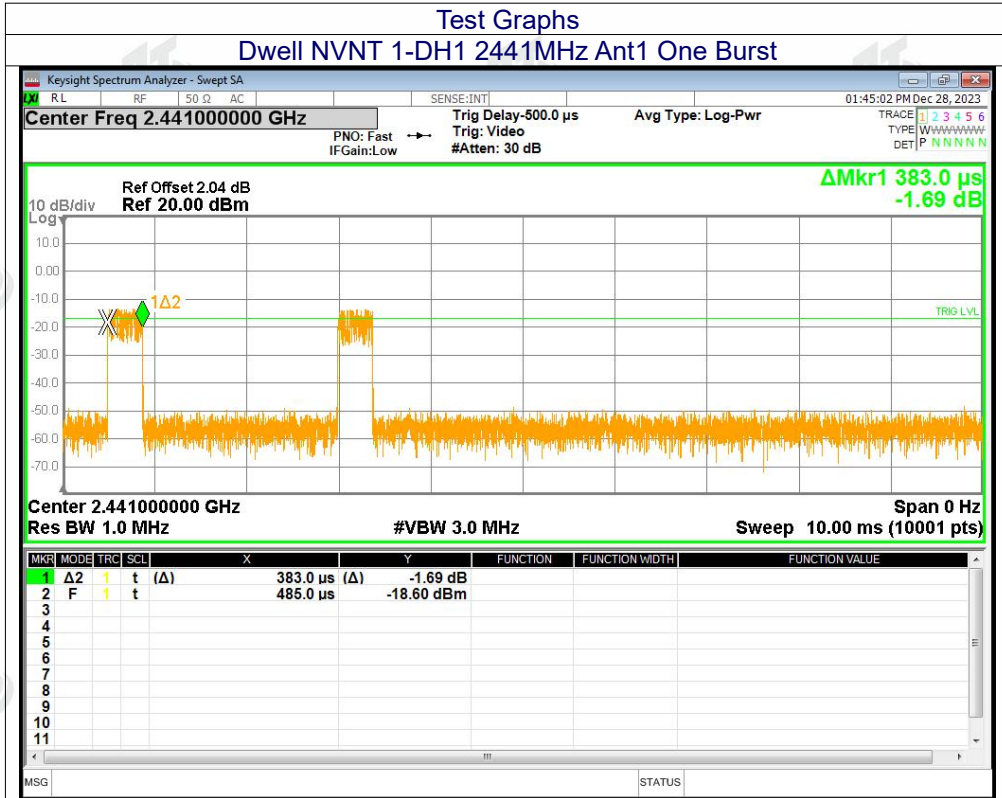 Test Graphs
Dwell NVNT 1-DH1 2441MHz Ant1 One Burst
Keysight Spectrum Analyzer - Swept SA
LXI RL RF 50 Ω AC SENSE:INT 01:45:02 PM Dec 28, 2023
Center Freq 2.441000000 GHz Trig Delay-500.0 µs Avg Type: Log-Pwr TRACE 1 2 3 4 5 6
PNO: Fast Trig: Video TYPE WWWWWWW
IFGain:Low #Atten: 30 dB DET P N N N N N
ΔMkr1 383.0 µs
-1.69 dB
Ref Offset 2.04 dB
10 dB/div Ref 20.00 dBm
Log
10.0
0.00
-10.0 1Δ2
TRIG LVL
-20.0
-30.0
-40.0
-50.0
-60.0
-70.0
Center 2.441000000 GHz Span 0 Hz
Res BW 1.0 MHz #VBW 3.0 MHz Sweep 10.00 ms (10001 pts)
MKR MODE TRC SCL X Y FUNCTION FUNCTION WIDTH FUNCTION VALUE
1 Δ2 1 t (Δ) 383.0 µs (Δ) -1.69 dB
2 F 1 t 485.0 µs -18.60 dBm
3
4
5
6
7
8
9
10
11
MSG STATUS